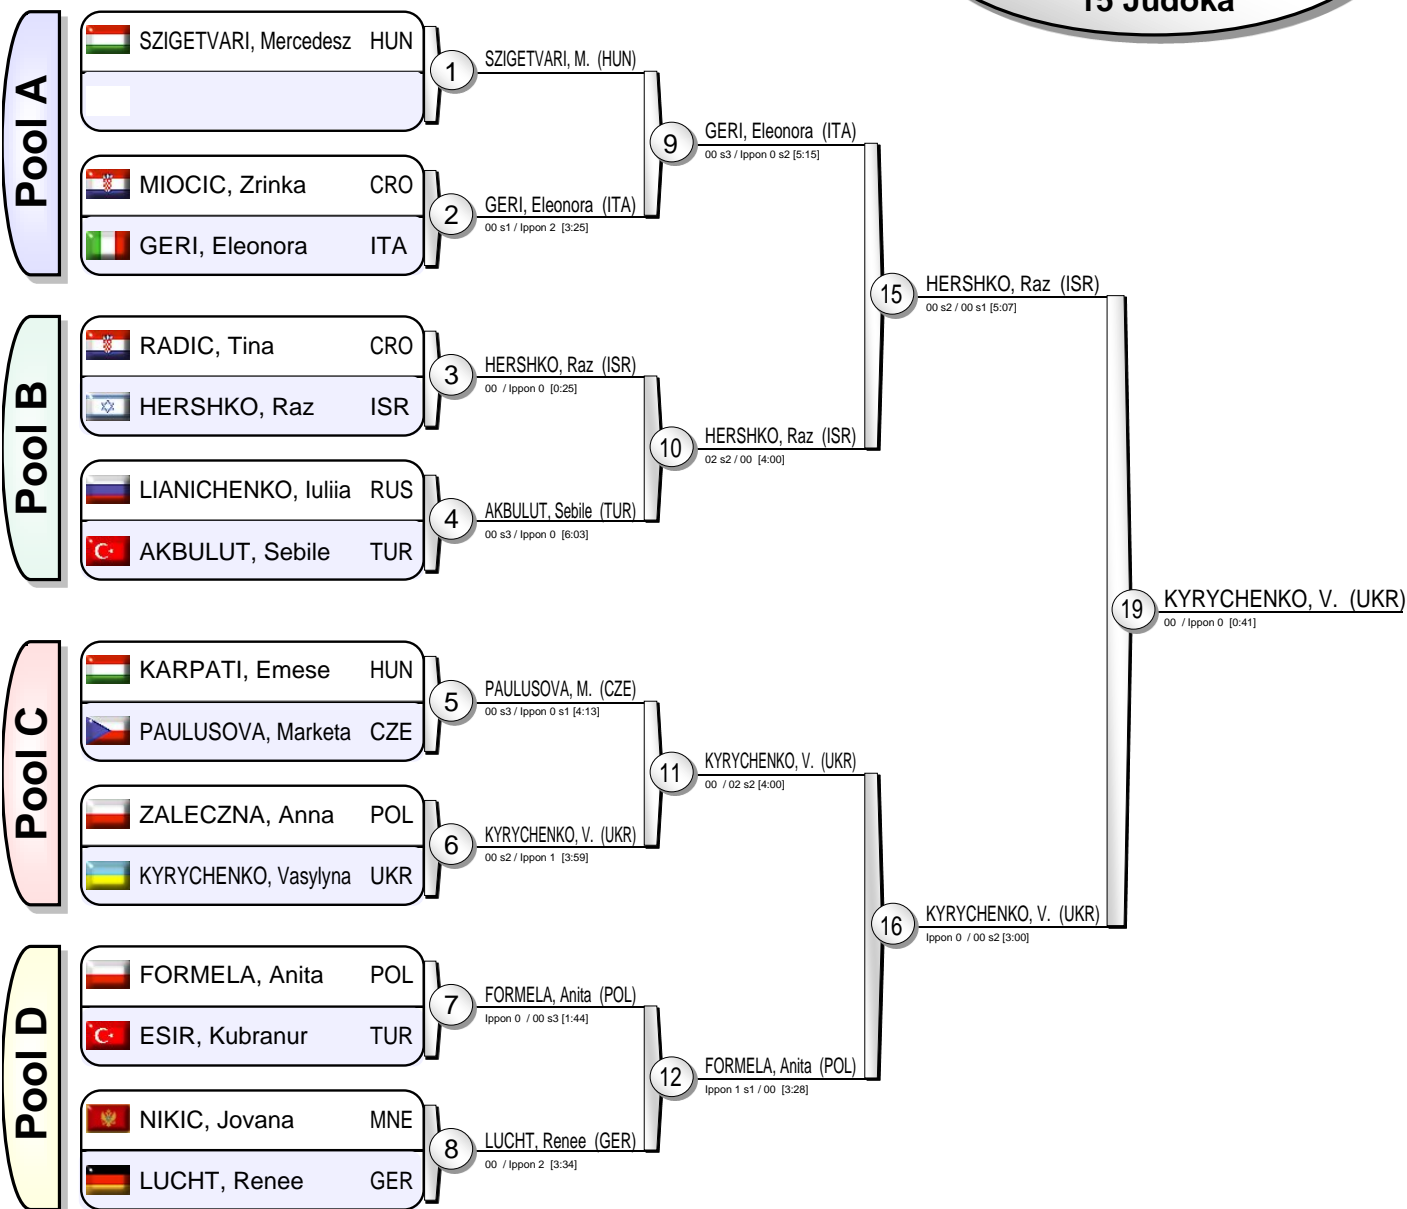 15 Judoka
Pool A
SZIGETVARI, Mercedesz HUN
MIOCIC, Zrinka CRO
GERI, Eleonora ITA
Pool B
RADIC, Tina CRO
HERSHKO, Raz ISR
LIANICHENKO, Iuliia RUS
AKBULUT, Sebile TUR
Pool C
KARPATI, Emese HUN
PAULUSOVA, Marketa CZE
ZALECZNA, Anna POL
KYRYCHENKO, Vasylyna UKR
Pool D
FORMELA, Anita POL
ESIR, Kubranur TUR
NIKIC, Jovana MNE
LUCHT, Renee GER
1
SZIGETVARI, M. (HUN)
2
GERI, Eleonora (ITA)
00 s1 / Ippon 2 [3:25]
3
HERSHKO, Raz (ISR)
00 / Ippon 0 [0:25]
4
AKBULUT, Sebile (TUR)
00 s3 / Ippon 0 [6:03]
5
PAULUSOVA, M. (CZE)
00 s3 / Ippon 0 s1 [4:13]
6
KYRYCHENKO, V. (UKR)
00 s2 / Ippon 1 [3:59]
7
FORMELA, Anita (POL)
Ippon 0 / 00 s3 [1:44]
8
LUCHT, Renee (GER)
00 / Ippon 2 [3:34]
9
GERI, Eleonora (ITA)
00 s3 / Ippon 0 s2 [5:15]
10
HERSHKO, Raz (ISR)
02 s2 / 00 [4:00]
11
KYRYCHENKO, V. (UKR)
00 / 02 s2 [4:00]
12
FORMELA, Anita (POL)
Ippon 1 s1 / 00 [3:28]
15
HERSHKO, Raz (ISR)
00 s2 / 00 s1 [5:07]
16
KYRYCHENKO, V. (UKR)
Ippon 0 / 00 s2 [3:00]
19
KYRYCHENKO, V. (UKR)
00 / Ippon 0 [0:41]